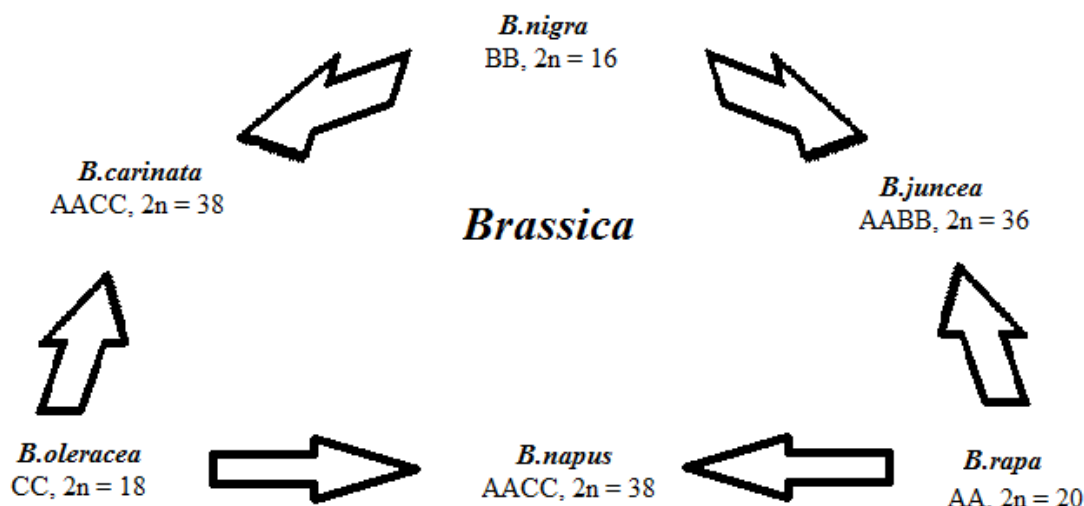 B.nigra
BB, 2n = 16
B.carinata
AACC, 2n = 38
B.juncea
AABB, 2n = 36
Brassica
B.oleracea
CC, 2n = 18
B.napus
AACC, 2n = 38
B.rapa
AA, 2n = 20